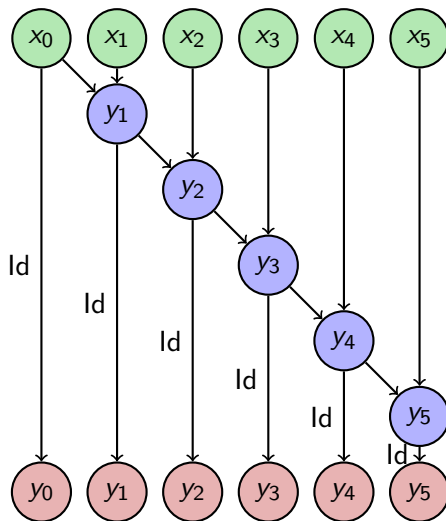 x₀ x₁ x₂ x₃ x₄ x₅
y₁
y₂
y₃
Id
Id
y₄
Id
Id
y₅
Id
Id
y₀ y₁ y₂ y₃ y₄ y₅